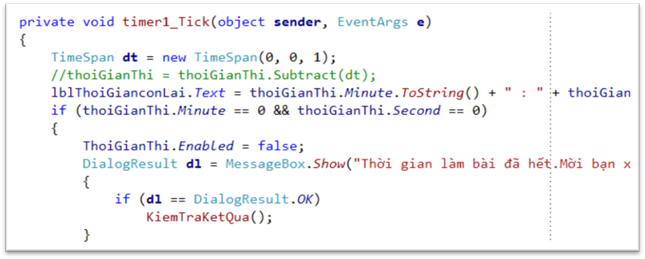 private void timer1_Tick(object sender, EventArgs e)
{
TimeSpan dt = new TimeSpan(0, 0, 1);
//thoiGianThi = thoiGianThi.Subtract(dt);
lblThoiGianconLai.Text = thoiGianThi.Minute.ToString() + " : " + thoiGian
if (thoiGianThi.Minute == 0 && thoiGianThi.Second == 0)
{
ThoiGianThi.Enabled = false;
DialogResult dl = MessageBox.Show("Thời gian làm bài đã hết.Mời bạn x
{
if (dl == DialogResult.OK)
KiemTraKetQua();
}